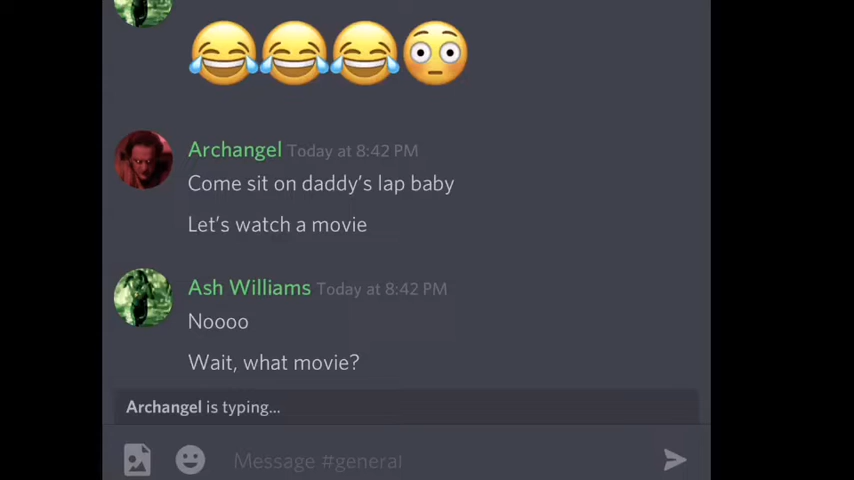 Archangel Today at 8:42 PM
Come sit on daddy’s lap baby
Let’s watch a movie
Ash Williams Today at 8:42 PM
Noooo
Wait, what movie?
Archangel is typing...
Message #general